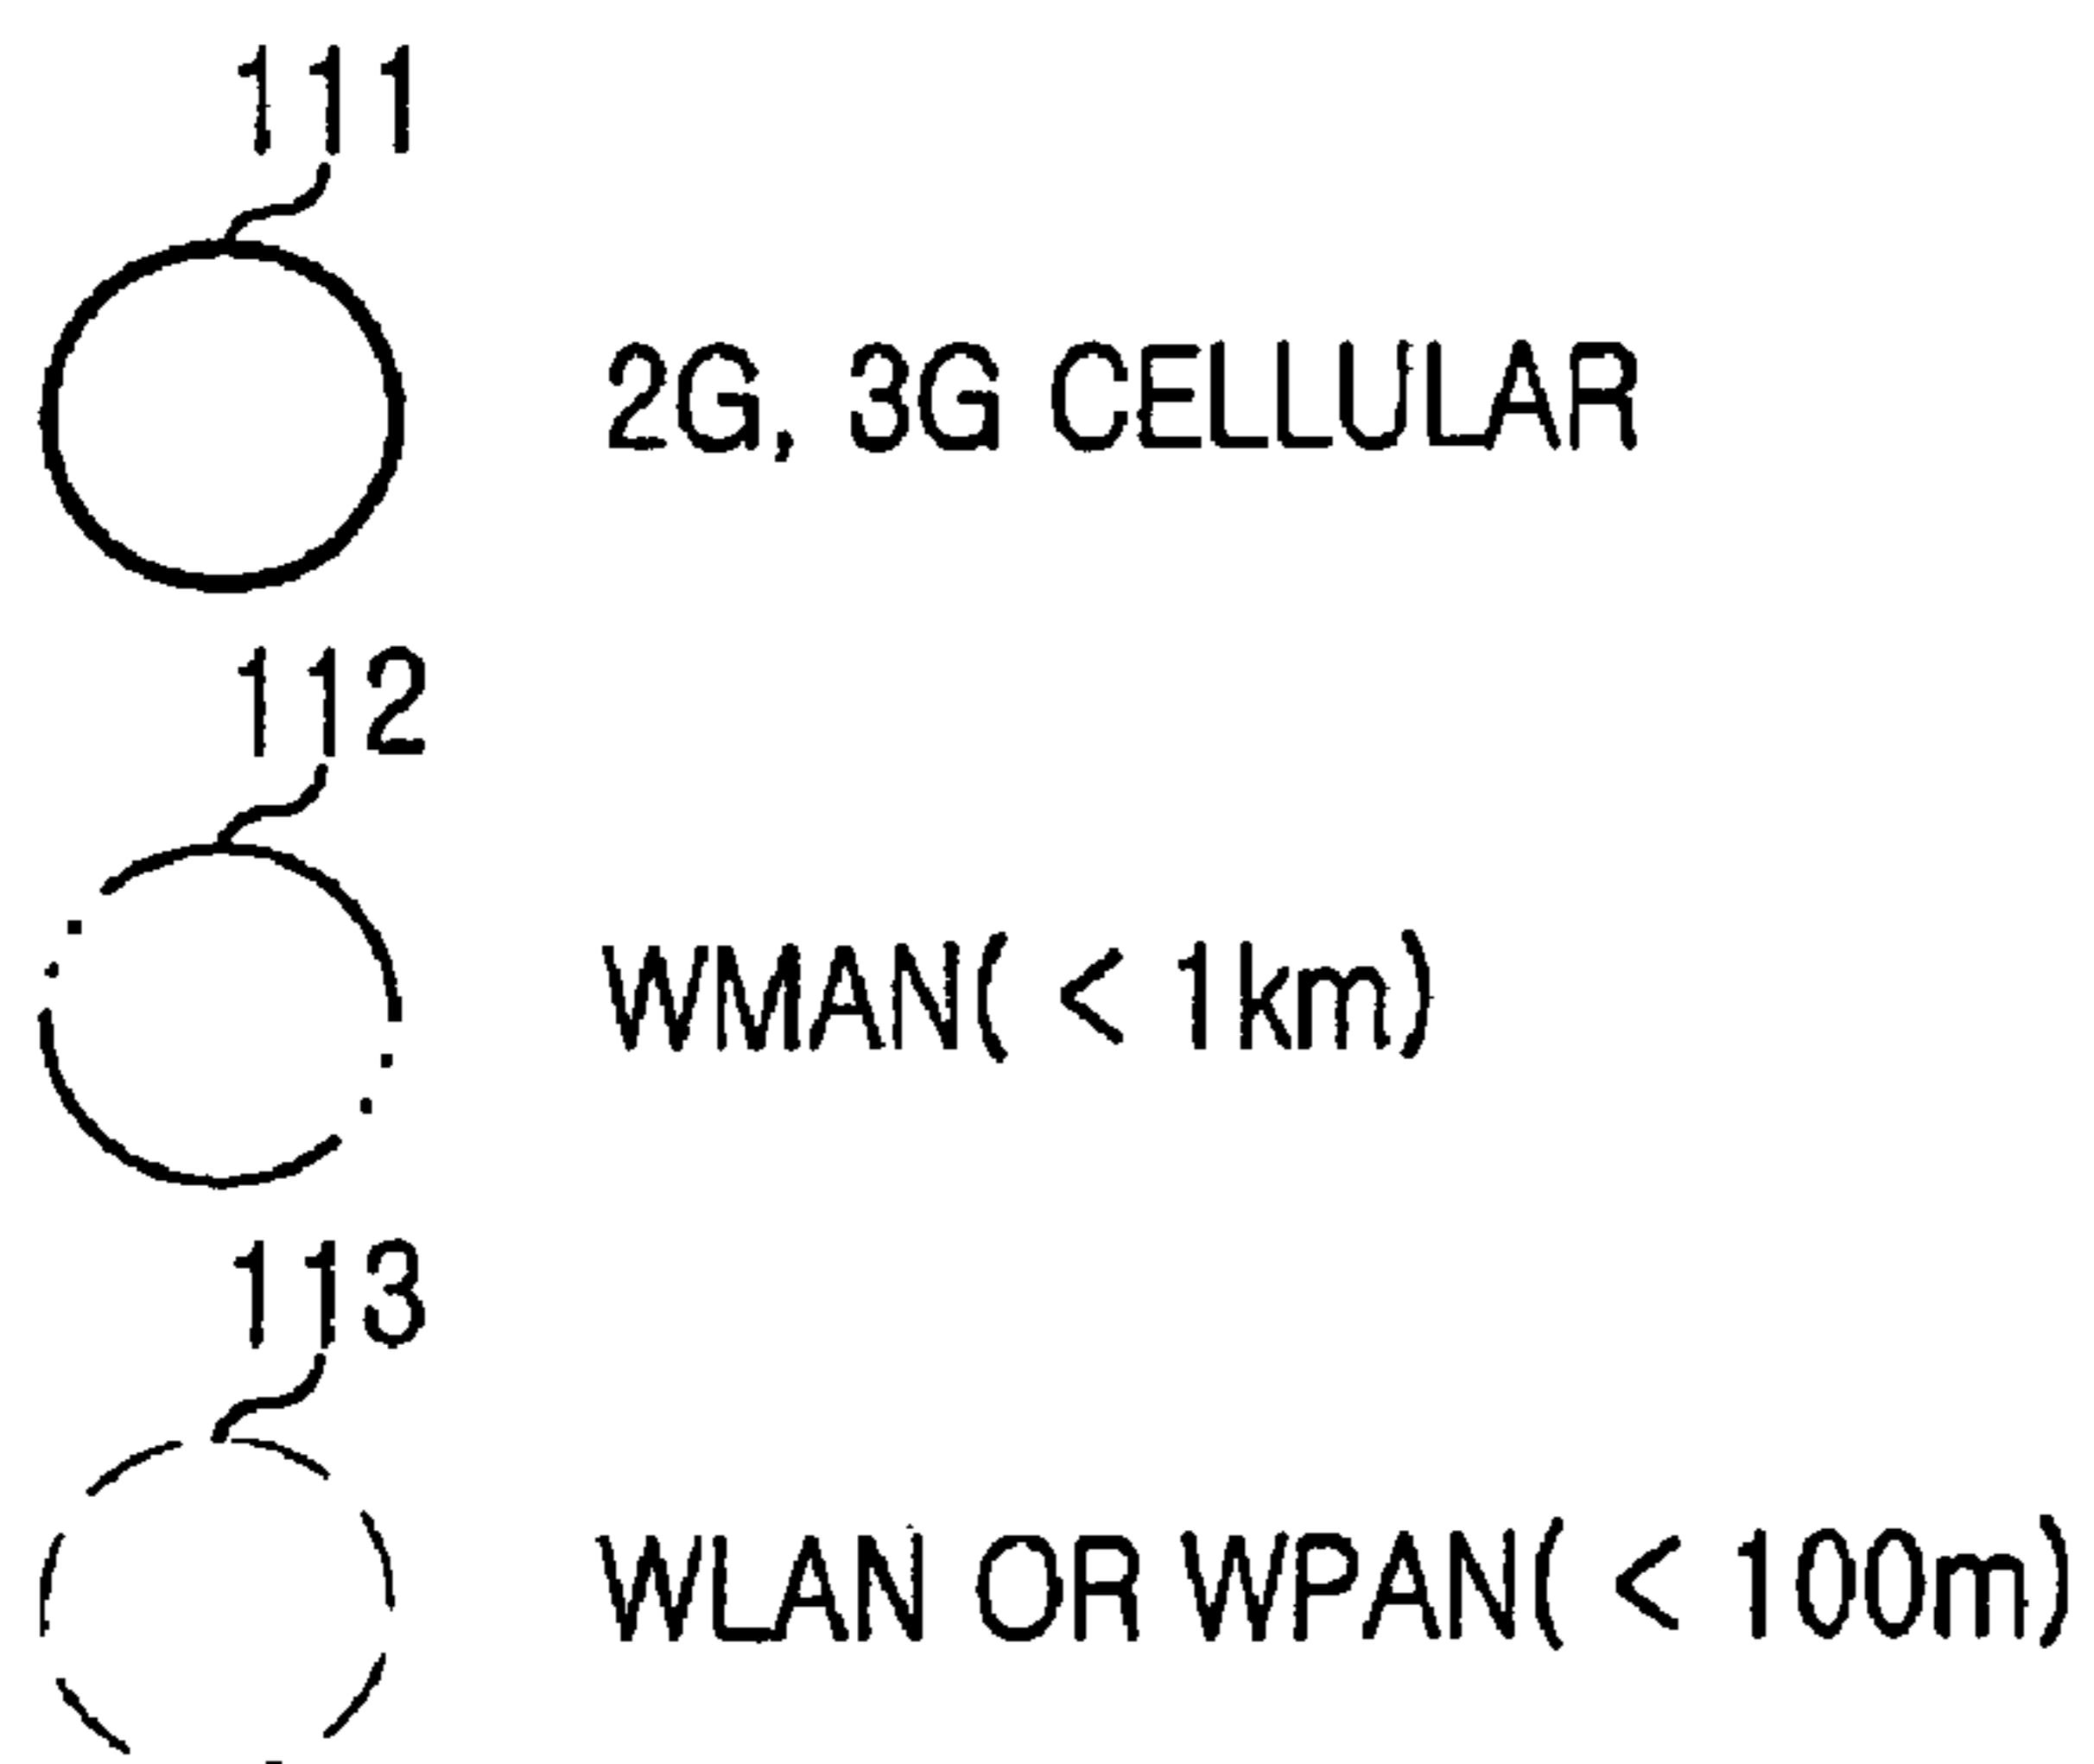 111
2G, 3G CELLULAR
112
WMAN( < 1km)
113
WLAN OR WPAN( < 100m)